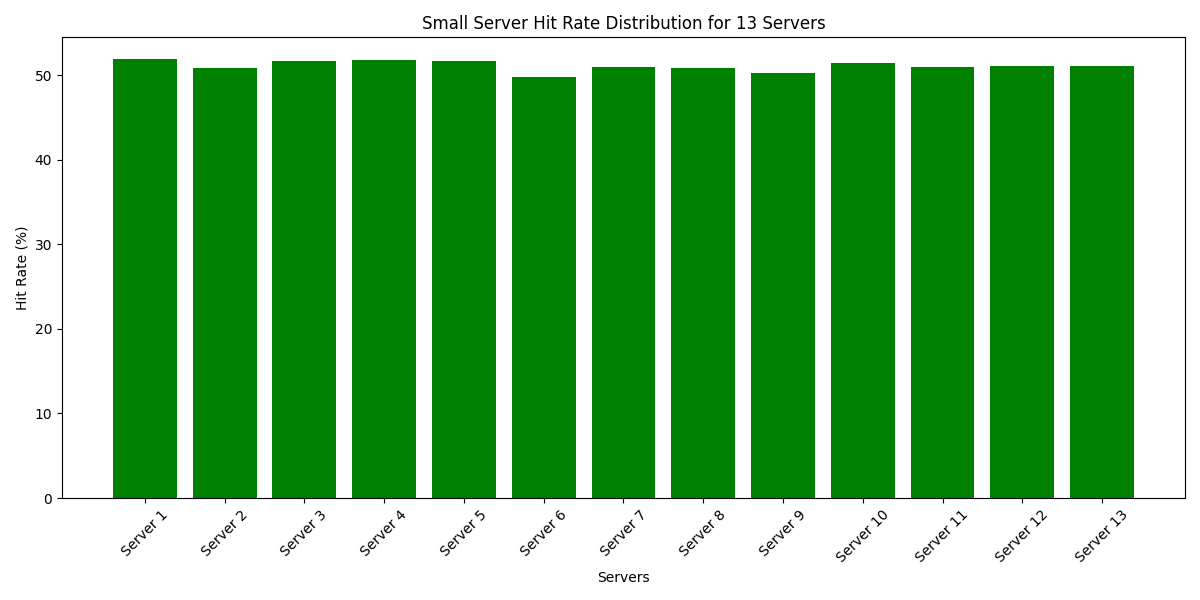 Small Server Hit Rate Distribution for 13 Servers
Hit Rate (%)
50
40
30
20
10
0
Server 1
Server 2
Server 3
Server 4
Server 5
Server 6
Server 7
Server 8
Server 9
Server 10
Server 11
Server 12
Server 13
Servers